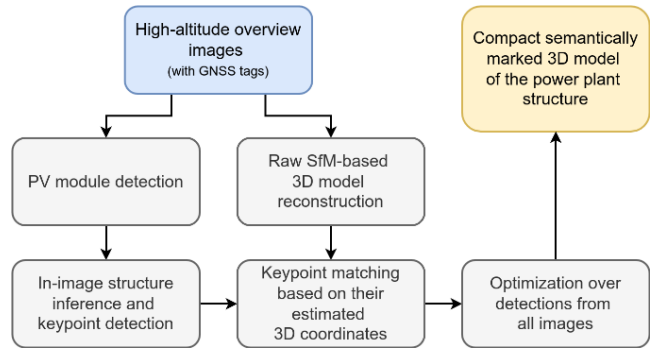 High-altitude overview
images
(with GNSS tags)
Compact semantically
marked 3D model
of the power plant
structure
PV module detection
Raw SfM-based
3D model
reconstruction
In-image structure
inference and
keypoint detection
Keypoint matching
based on their
estimated
3D coordinates
Optimization over
detections from
all images